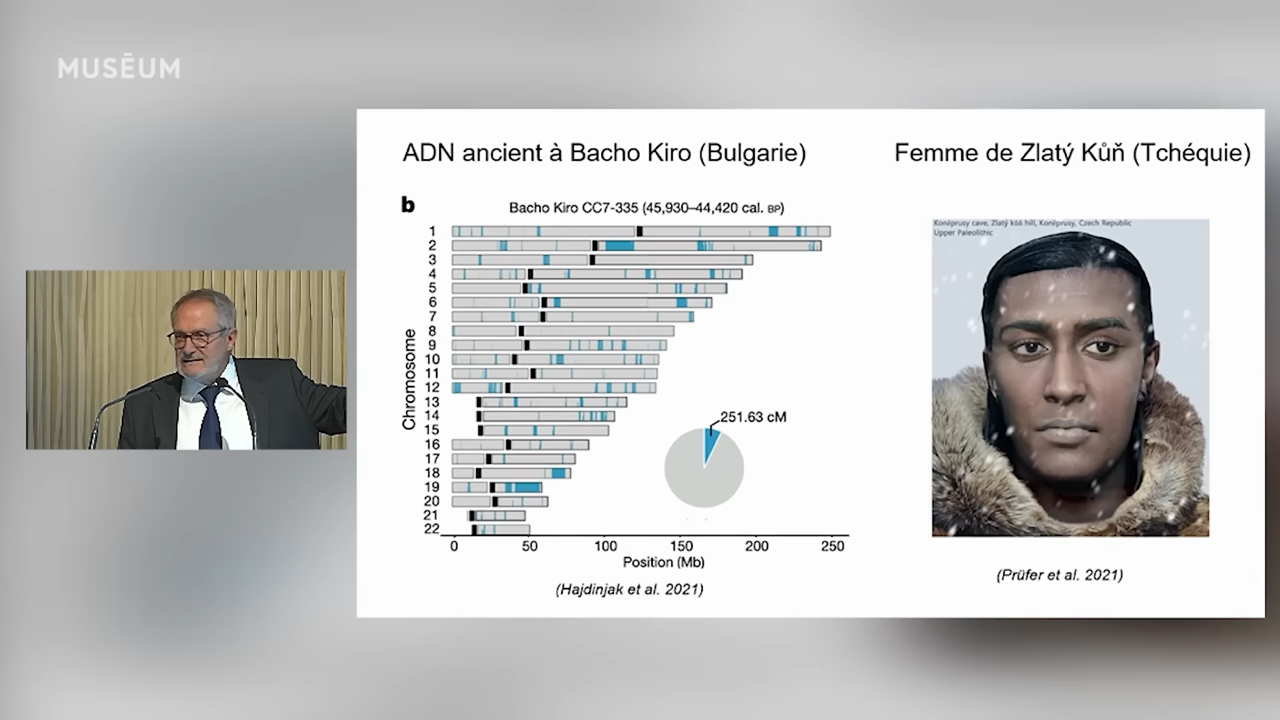 MUSĒUM
ADN ancient à Bacho Kiro (Bulgarie)
Femme de Zlatý Kůň (Tchéquie)
b
Bacho Kiro CC7-335 (45,930–44,420 cal. BP)
Koněprusy cave, Zlatý kůň hill, Koněprusy, Czech Republic
Upper Paleolithic
Chromosome
1
2
3
4
5
6
7
8
9
10
11
12
13
14
15
16
17
18
19
20
21
22
251.63 cM
0 50 100 150 200 250
Position (Mb)
(Hajdinjak et al. 2021)
(Prüfer et al. 2021)